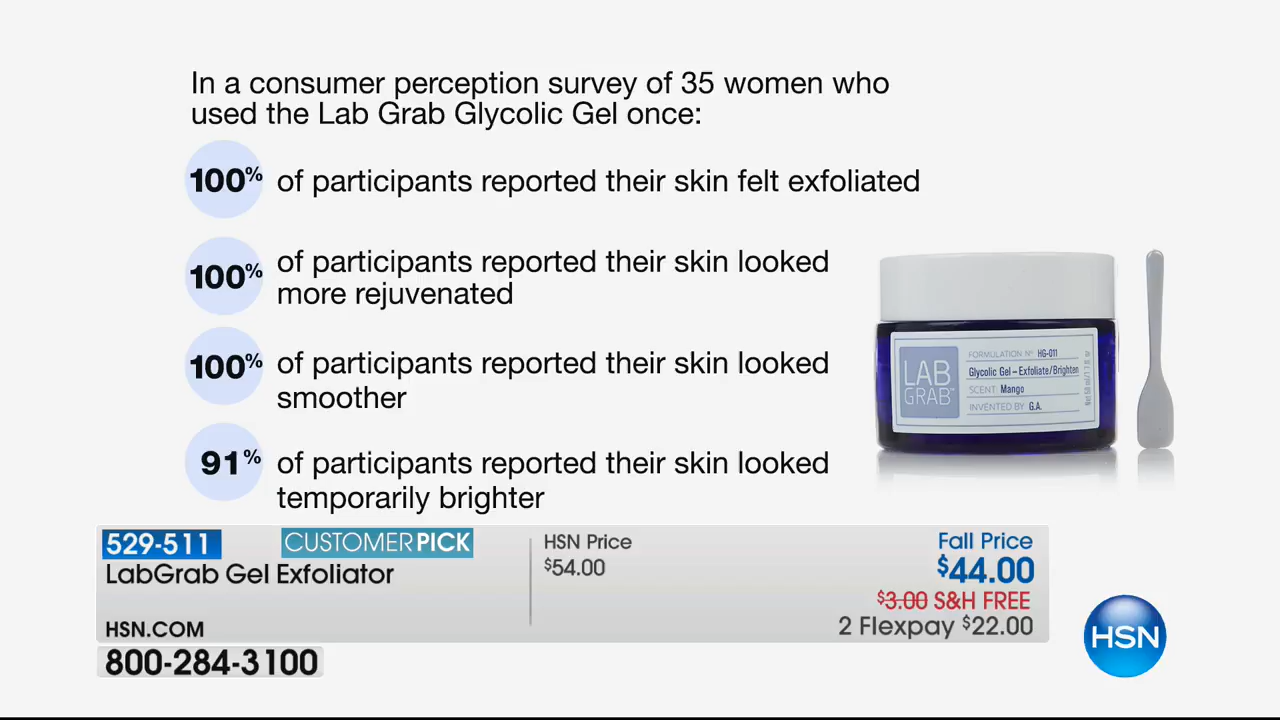 In a consumer perception survey of 35 women who
used the Lab Grab Glycolic Gel once:
100% of participants reported their skin felt exfoliated
100% of participants reported their skin looked
more rejuvenated
100% of participants reported their skin looked
smoother
91% of participants reported their skin looked
temporarily brighter
LAB
GRAB™
FORMULATION Nº HG-011
Glycolic Gel – Exfoliate/Brighten
SCENT: Mango
INVENTED BY: G.A.
529-511
CUSTOMER PICK
LabGrab Gel Exfoliator
HSN.COM
800-284-3100
HSN Price
$54.00
Fall Price
$44.00
$3.00 S&H FREE
2 Flexpay $22.00
HSN